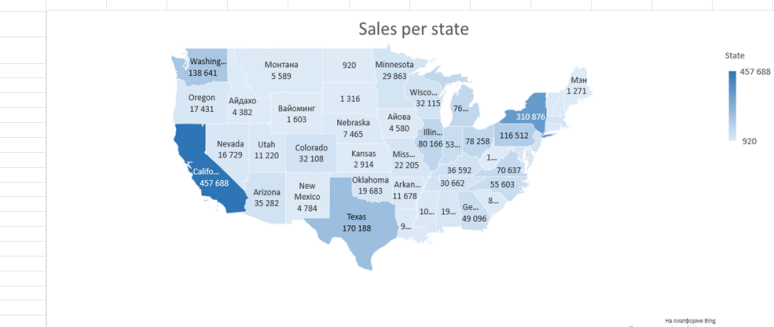 Sales per state
State
457 688
920
Washing...
138 641
Монтана
5 589
920
Minnesota
29 863
Мэн
1 271
Oregon
17 431
Айдахо
4 382
Вайоминг
1 603
1 316
Wisco...
32 115
76...
310 876
Nebraska
7 465
Айова
4 580
Illin...
80 166
53...
78 258
116 512
Nevada
16 729
Utah
11 220
Colorado
32 108
Kansas
2 914
Miss...
22 205
1...
36 592
70 637
Califo...
457 688
Arizona
35 282
New
Mexico
4 784
Oklahoma
19 683
Arkan...
11 678
30 662
55 603
Texas
170 188
9...
10...
19...
Ge...
49 096
8...
На платформе Bing